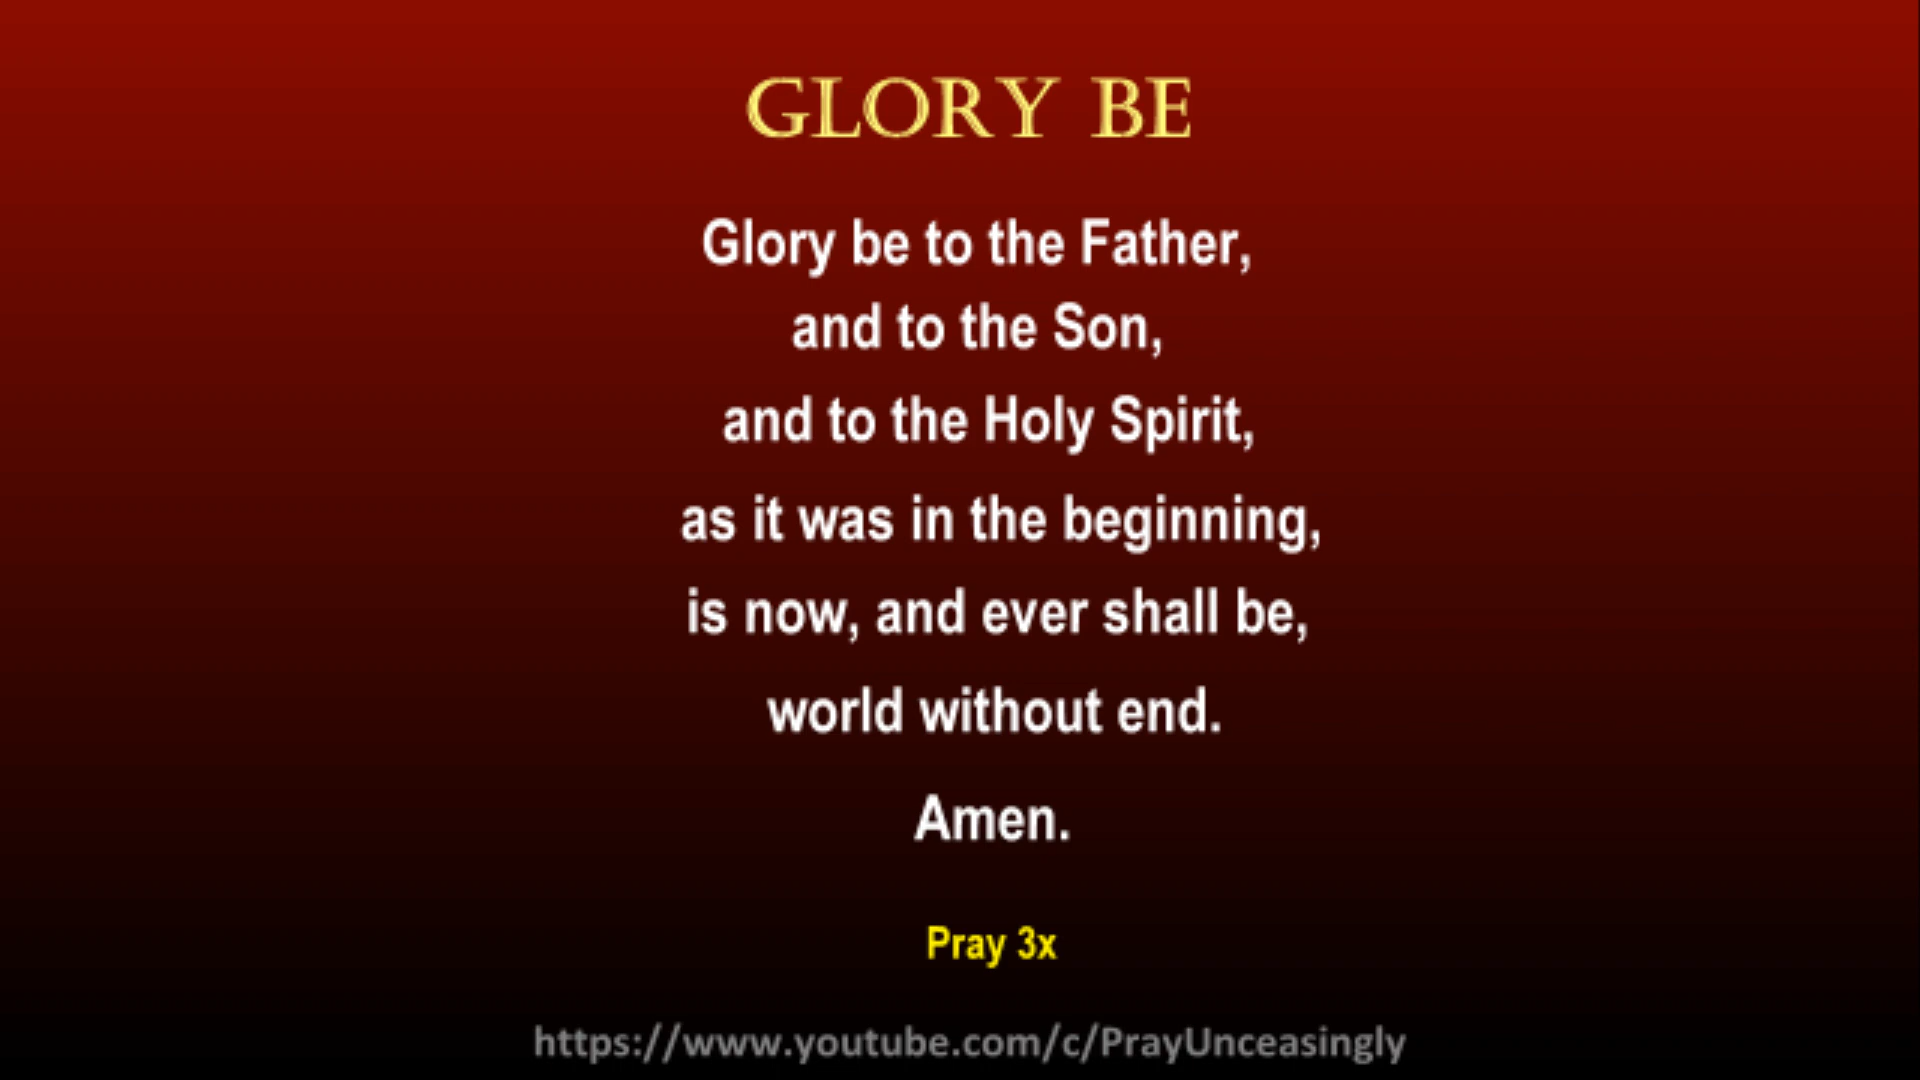 GLORY BE
Glory be to the Father,
and to the Son,
and to the Holy Spirit,
as it was in the beginning,
is now, and ever shall be,
world without end.
Amen.
Pray 3x
https://www.youtube.com/c/PrayUnceasingly